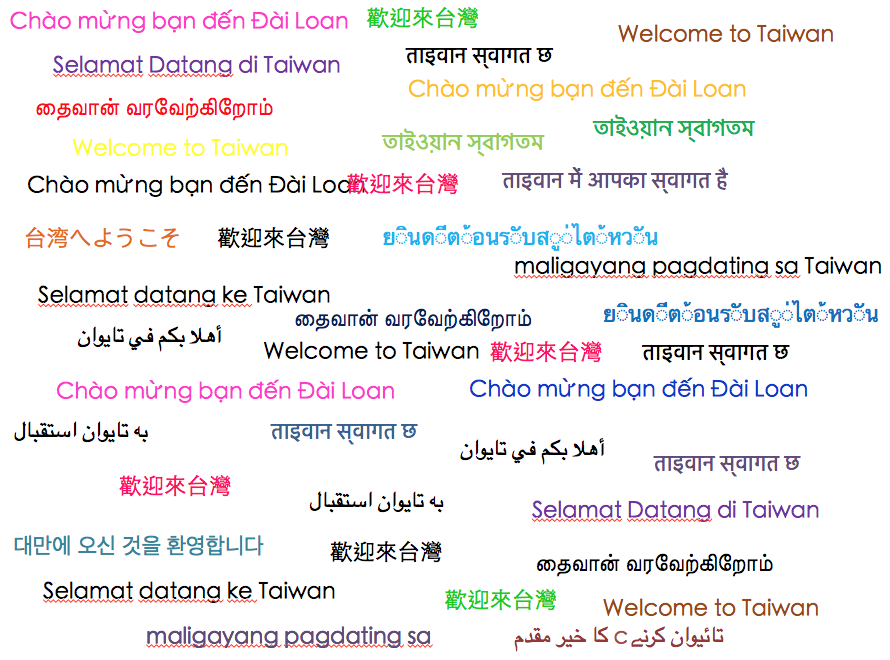 Chào mừng bạn đến Đài Loan
歡迎來台灣
Welcome to Taiwan
Selamat Datang di Taiwan
ताइवान स्वागत छ
Chào mừng bạn đến Đài Loan
தைவான் வரவேற்கிறோம்
Welcome to Taiwan
তাইওয়ান স্বাগতম
তাইওয়ান স্বাগতম
Chào mừng bạn đến Đài Loan
歡迎來台灣
ताइवान में आपका स्वागत है
台湾へようこそ
歡迎來台灣
ยินดีต้อนรับสู่ไต้หวัน
maligayang pagdating sa Taiwan
Selamat datang ke Taiwan
தைவான் வரவேற்கிறோம்
ยินดีต้อนรับสู่ไต้หวัน
أهلا بكم في تايوان
Welcome to Taiwan
歡迎來台灣
ताइवान स्वागत छ
Chào mừng bạn đến Đài Loan
Chào mừng bạn đến Đài Loan
به تایوان استقبال
ताइवान स्वागत छ
أهلا بكم في تايوان
ताइवान स्वागत छ
歡迎來台灣
به تایوان استقبال
Selamat Datang di Taiwan
대만에 오신 것을 환영합니다
歡迎來台灣
தைவான் வரவேற்கிறோம்
Selamat datang ke Taiwan
歡迎來台灣
Welcome to Taiwan
maligayang pagdating sa
تائیوان کرنے c کا خیر مقدم